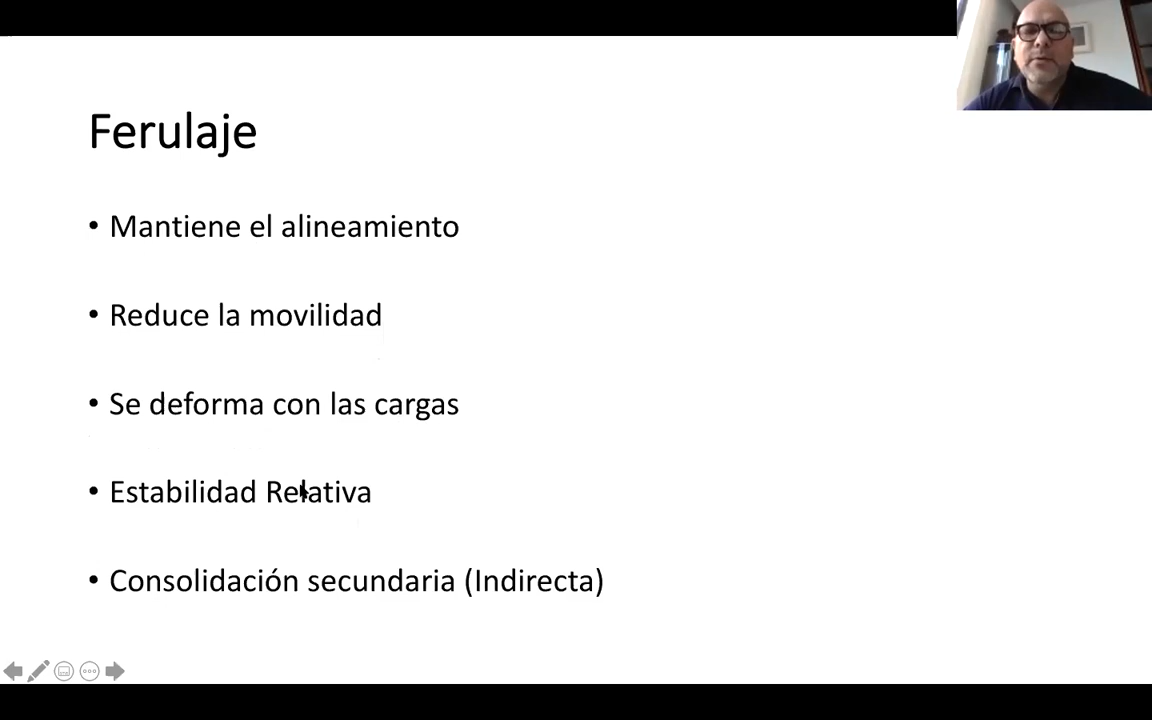 Ferulaje
• Mantiene el alineamiento
• Reduce la movilidad
• Se deforma con las cargas
• Estabilidad Relativa
• Consolidación secundaria (Indirecta)